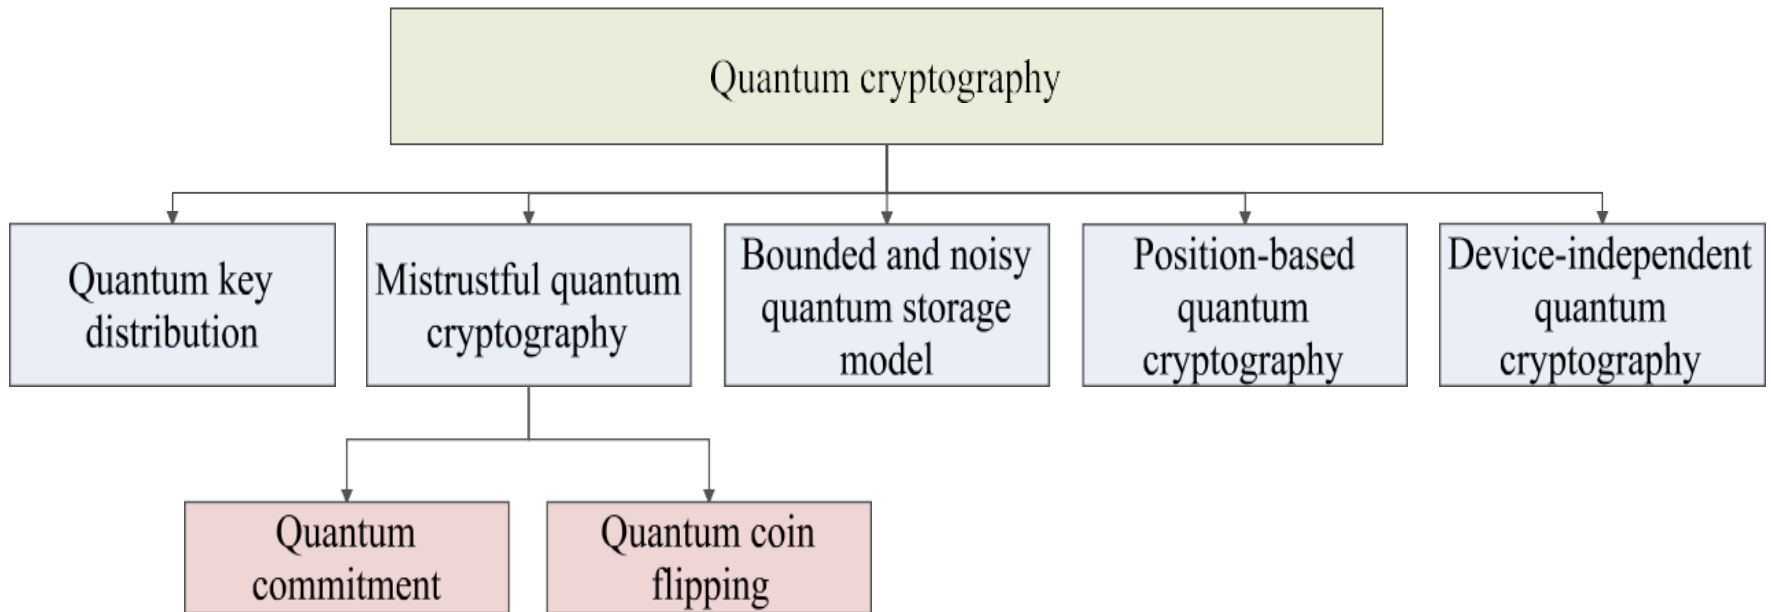 Quantum cryptography
Quantum key
distribution
Mistrustful quantum
cryptography
Bounded and noisy
quantum storage
model
Position-based
quantum
cryptography
Device-independent
quantum
cryptography
Quantum
commitment
Quantum coin
flipping